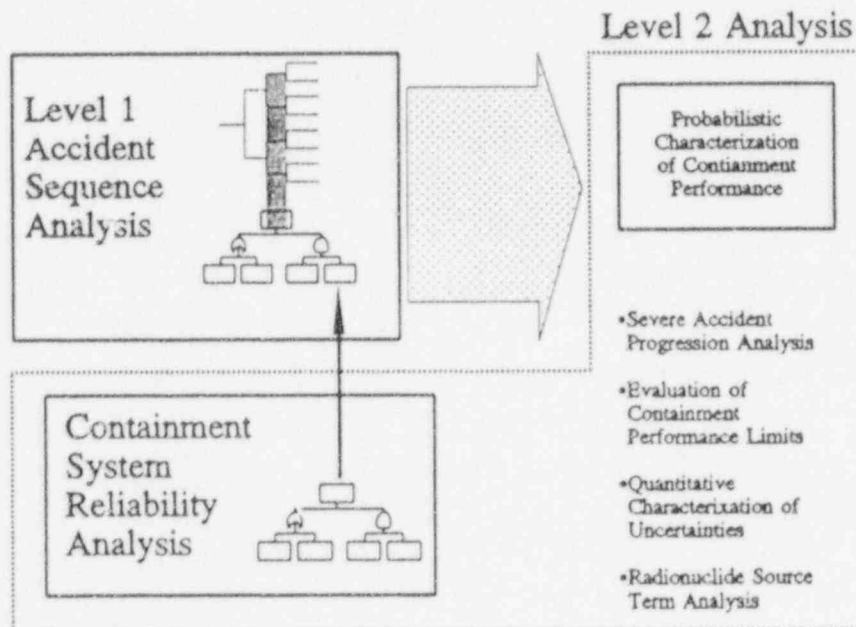 Level 2 Analysis
Level 1
Accident
Sequence
Analysis
Probabilistic
Characterization
of Contianment
Performance
•Severe Accident
Progression Analysis
•Evaluation of
Containment
Performance Limits
•Quantitative
Characterization of
Uncertainties
•Radionuclide Source
Term Analysis
Containment
System
Reliability
Analysis